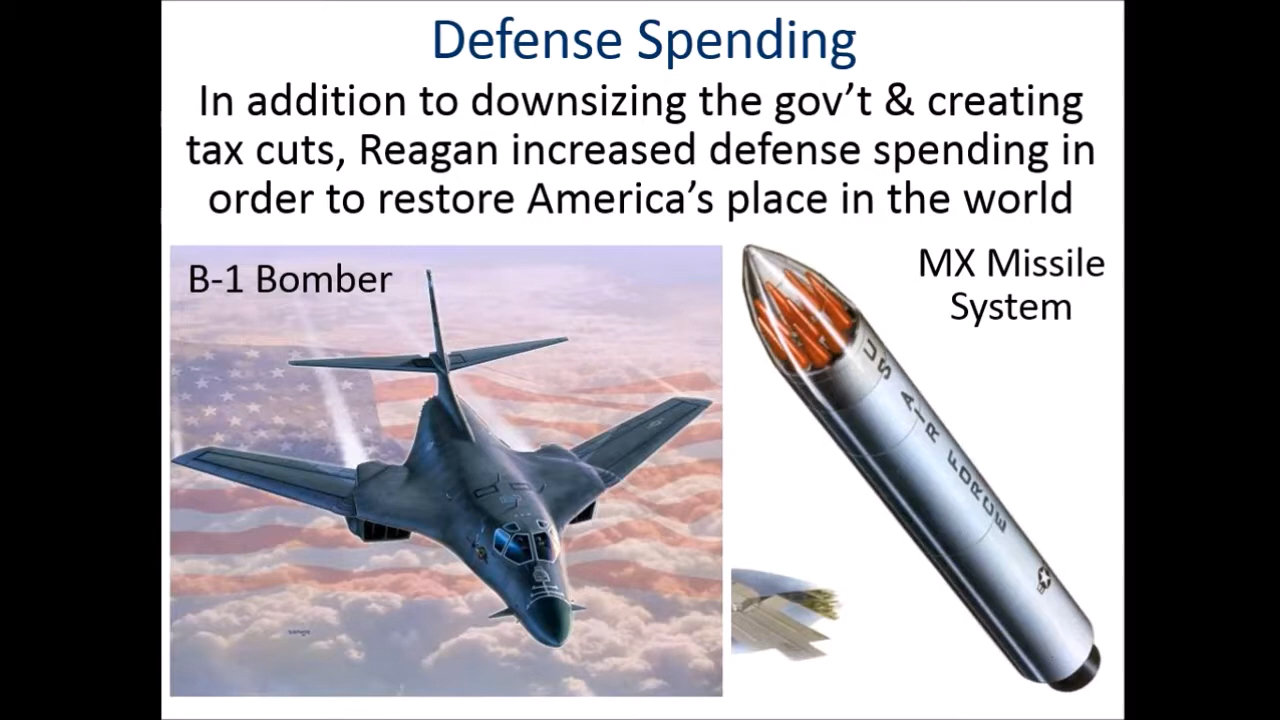 Defense Spending
In addition to downsizing the gov’t & creating
tax cuts, Reagan increased defense spending in
order to restore America’s place in the world
B-1 Bomber
MX Missile
System
US
AIR
FORCE